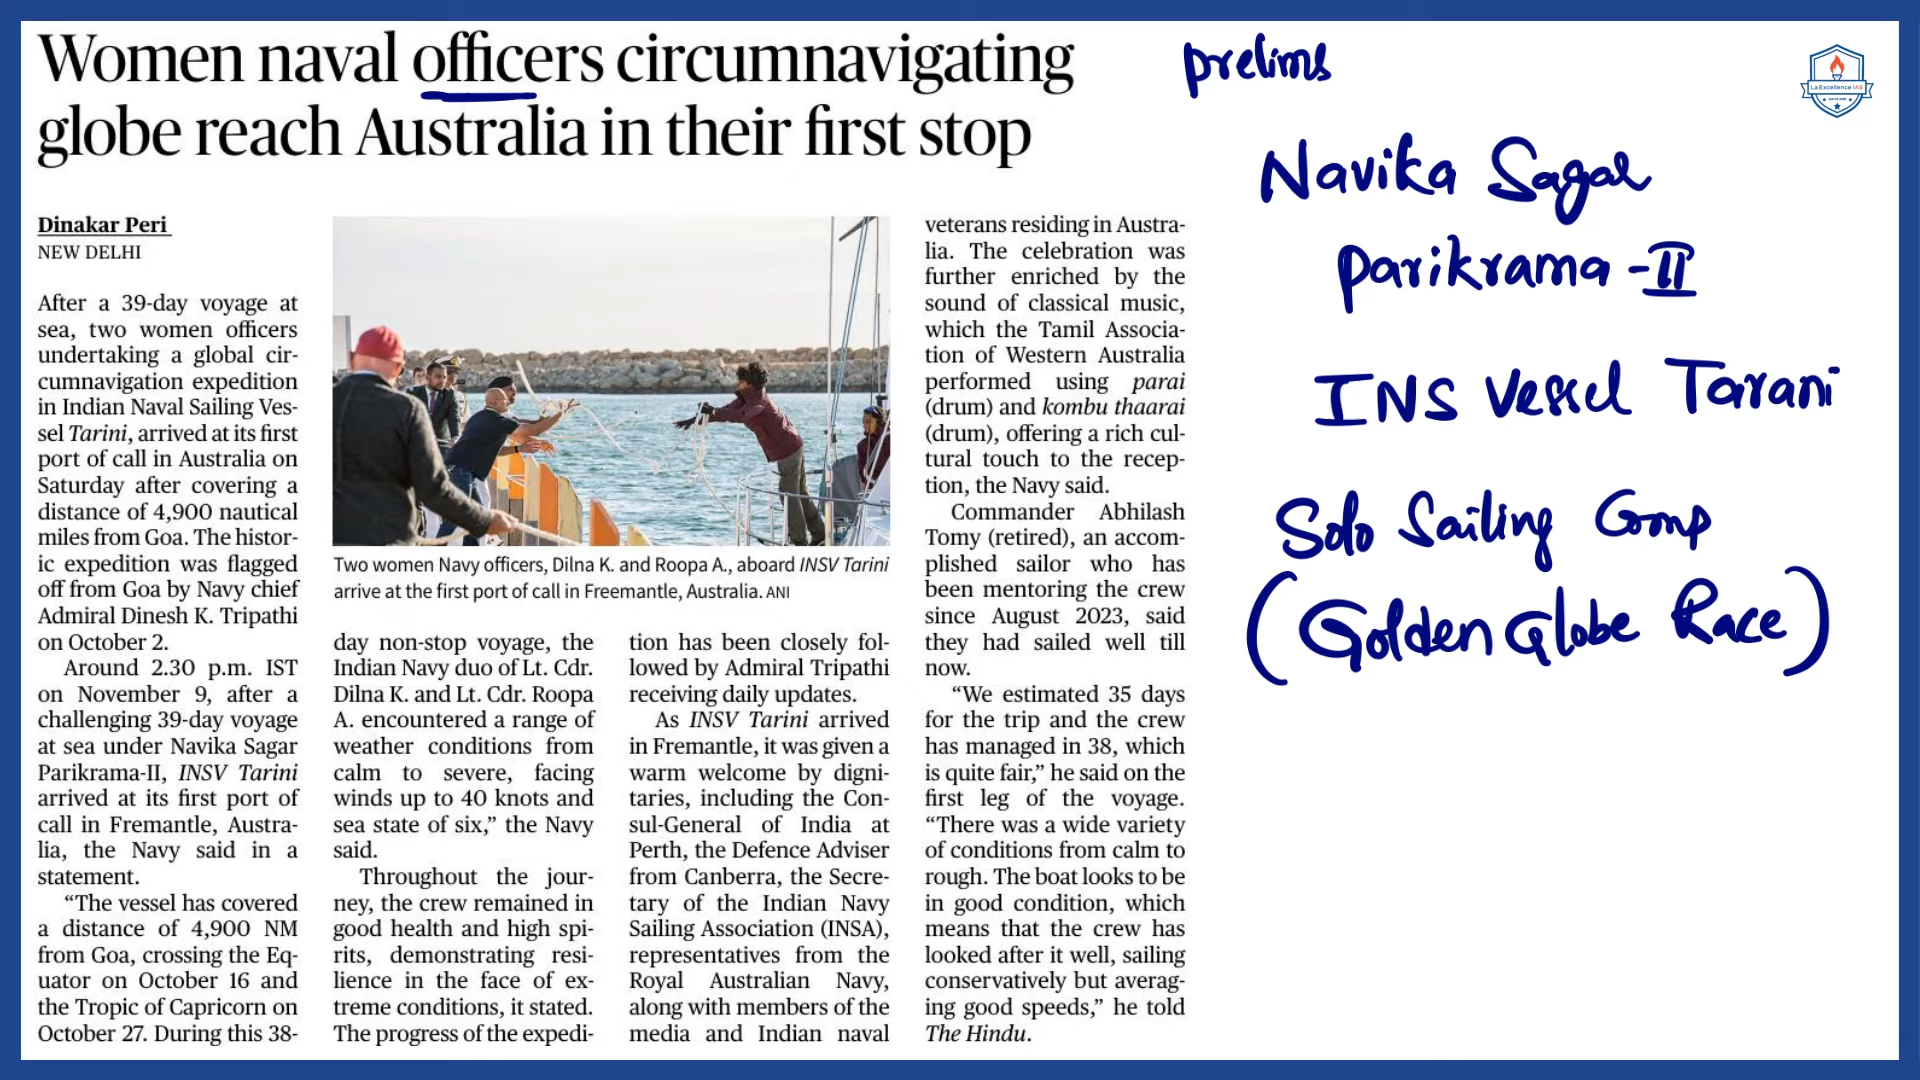 Women naval officers circumnavigating
globe reach Australia in their first stop
Dinakar Peri
NEW DELHI
After a 39-day voyage at
sea, two women officers
undertaking a global cir-
cumnavigation expedition
in Indian Naval Sailing Ves-
sel Tarini, arrived at its first
port of call in Australia on
Saturday after covering a
distance of 4,900 nautical
miles from Goa. The histor-
ic expedition was flagged
off from Goa by Navy chief
Admiral Dinesh K. Tripathi
on October 2.
Around 2.30 p.m. IST
on November 9, after a
challenging 39-day voyage
at sea under Navika Sagar
Parikrama-II, INSV Tarini
arrived at its first port of
call in Fremantle, Austra-
lia, the Navy said in a
statement.
“The vessel has covered
a distance of 4,900 NM
from Goa, crossing the Eq-
uator on October 16 and
the Tropic of Capricorn on
October 27. During this 38-
Two women Navy officers, Dilna K. and Roopa A., aboard INSV Tarini
arrive at the first port of call in Freemantle, Australia. ANI
day non-stop voyage, the
Indian Navy duo of Lt. Cdr.
Dilna K. and Lt. Cdr. Roopa
A. encountered a range of
weather conditions from
calm to severe, facing
winds up to 40 knots and
sea state of six,” the Navy
said.
Throughout the jour-
ney, the crew remained in
good health and high spi-
rits, demonstrating resi-
lience in the face of ex-
treme conditions, it stated.
The progress of the expedi-
tion has been closely fol-
lowed by Admiral Tripathi
receiving daily updates.
As INSV Tarini arrived
in Fremantle, it was given a
warm welcome by digni-
taries, including the Con-
sul-General of India at
Perth, the Defence Adviser
from Canberra, the Secre-
tary of the Indian Navy
Sailing Association (INSA),
representatives from the
Royal Australian Navy,
along with members of the
media and Indian naval
veterans residing in Austra-
lia. The celebration was
further enriched by the
sound of classical music,
which the Tamil Associa-
tion of Western Australia
performed using parai
(drum) and kombu thaarai
(drum), offering a rich cul-
tural touch to the recep-
tion, the Navy said.
Commander Abhilash
Tomy (retired), an accom-
plished sailor who has
been mentoring the crew
since August 2023, said
they had sailed well till
now.
“We estimated 35 days
for the trip and the crew
has managed in 38, which
is quite fair,” he said on the
first leg of the voyage.
“There was a wide variety
of conditions from calm to
rough. The boat looks to be
in good condition, which
means that the crew has
looked after it well, sailing
conservatively but averag-
ing good speeds,” he told
The Hindu.
prelims
Navika Sagar
Parikrama-II
INS Vessel Tarani
Solo Sailing Comp
(Golden Globe Race)
La Excellence IAS